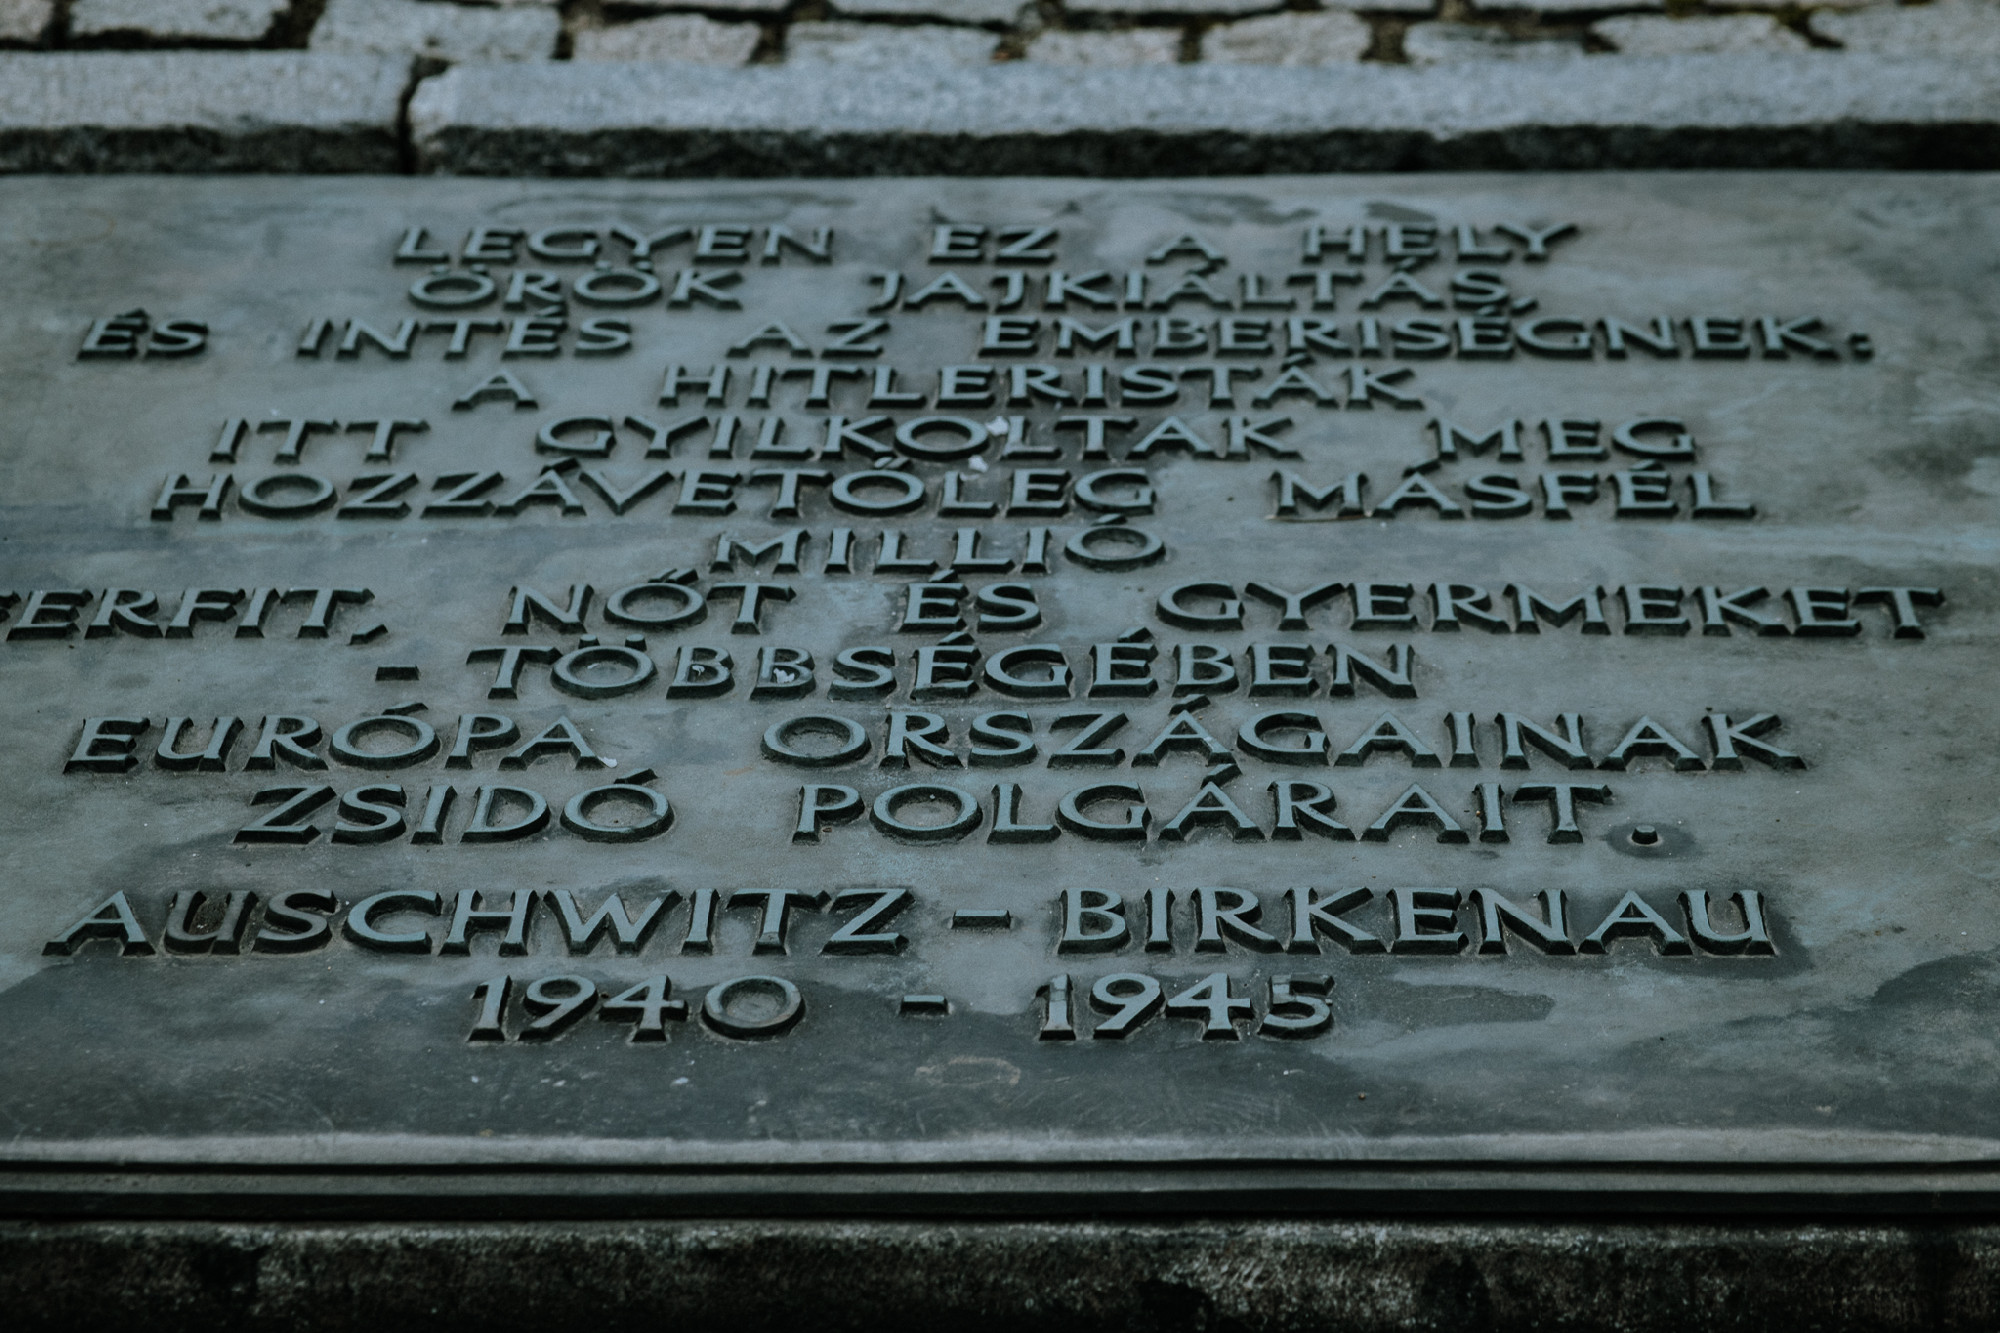 LEGYEN EZ A HELY
ÖRÖK JAJKIÁLTÁS,
ÉS INTÉS AZ EMBERISÉGNEK:
A HITLERISTÁK
ITT GYILKOLTAK MEG
HOZZÁVETŐLEG MÁSFÉL
MILLIÓ
FERFIT, NŐT ÉS GYERMEKET
- TÖBBSÉGÉBEN
EURÓPA ORSZÁGAINAK
ZSIDÓ POLGÁRAIT.
AUSCHWITZ - BIRKENAU
1940 - 1945